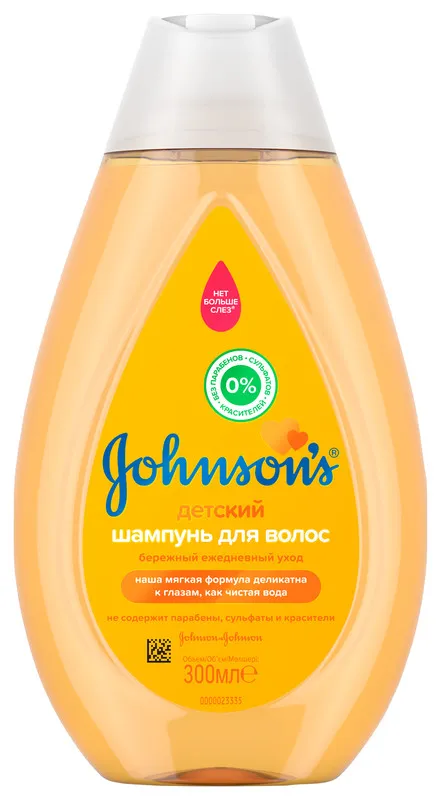 НЕТ
БОЛЬШЕ
СЛЕЗ®
БЕЗ ПАРАБЕНОВ • СУЛЬФАТОВ • КРАСИТЕЛЕЙ •
0%
Johnson's®
детский
шампунь для волос
бережный ежедневный уход
наша мягкая формула деликатна
к глазам, как чистая вода
не содержит парабены, сульфаты и красители
Johnson & Johnson
300мл℮
0000023333